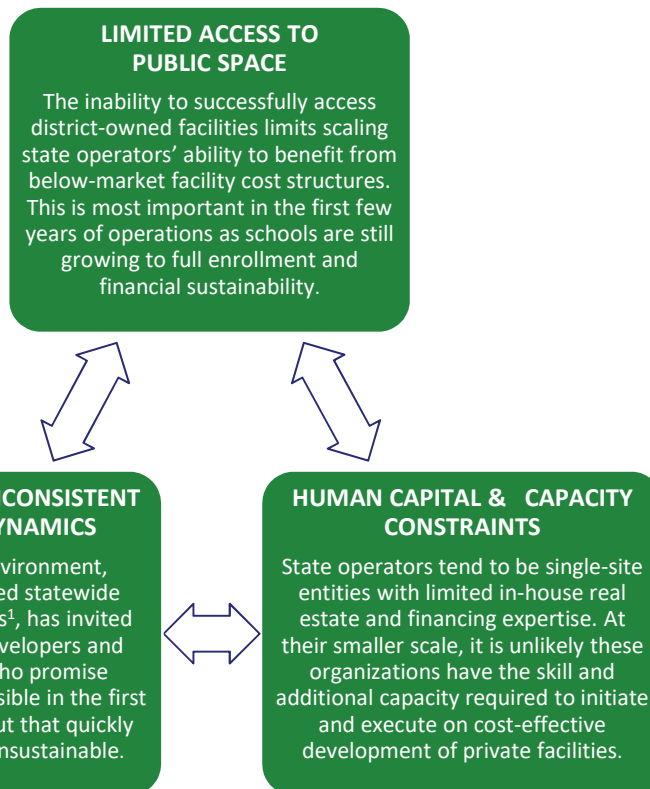 LIMITED ACCESS TO
PUBLIC SPACE
The inability to successfully access
district-owned facilities limits scaling
state operators’ ability to benefit from
below-market facility cost structures.
This is most important in the first few
years of operations as schools are still
growing to full enrollment and
financial sustainability.
NCONSISTENT
YNAMICS
vironment,
ed statewide
s¹, has invited
velopers and
ho promise
sible in the first
ut that quickly
nsustainable.
HUMAN CAPITAL & CAPACITY
CONSTRAINTS
State operators tend to be single-site
entities with limited in-house real
estate and financing expertise. At
their smaller scale, it is unlikely these
organizations have the skill and
additional capacity required to initiate
and execute on cost-effective
development of private facilities.